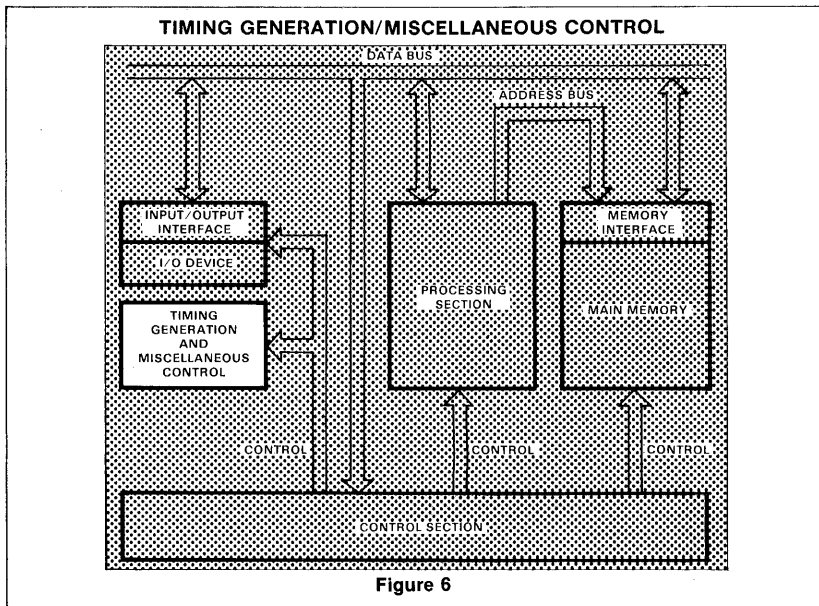 TIMING GENERATION/MISCELLANEOUS CONTROL
DATA BUS
ADDRESS BUS
INPUT/OUTPUT
INTERFACE
I/O DEVICE
TIMING
GENERATION
AND
MISCELLANEOUS
CONTROL
PROCESSING
SECTION
MEMORY
INTERFACE
MAIN MEMORY
CONTROL
CONTROL
CONTROL
CONTROL SECTION
Figure 6